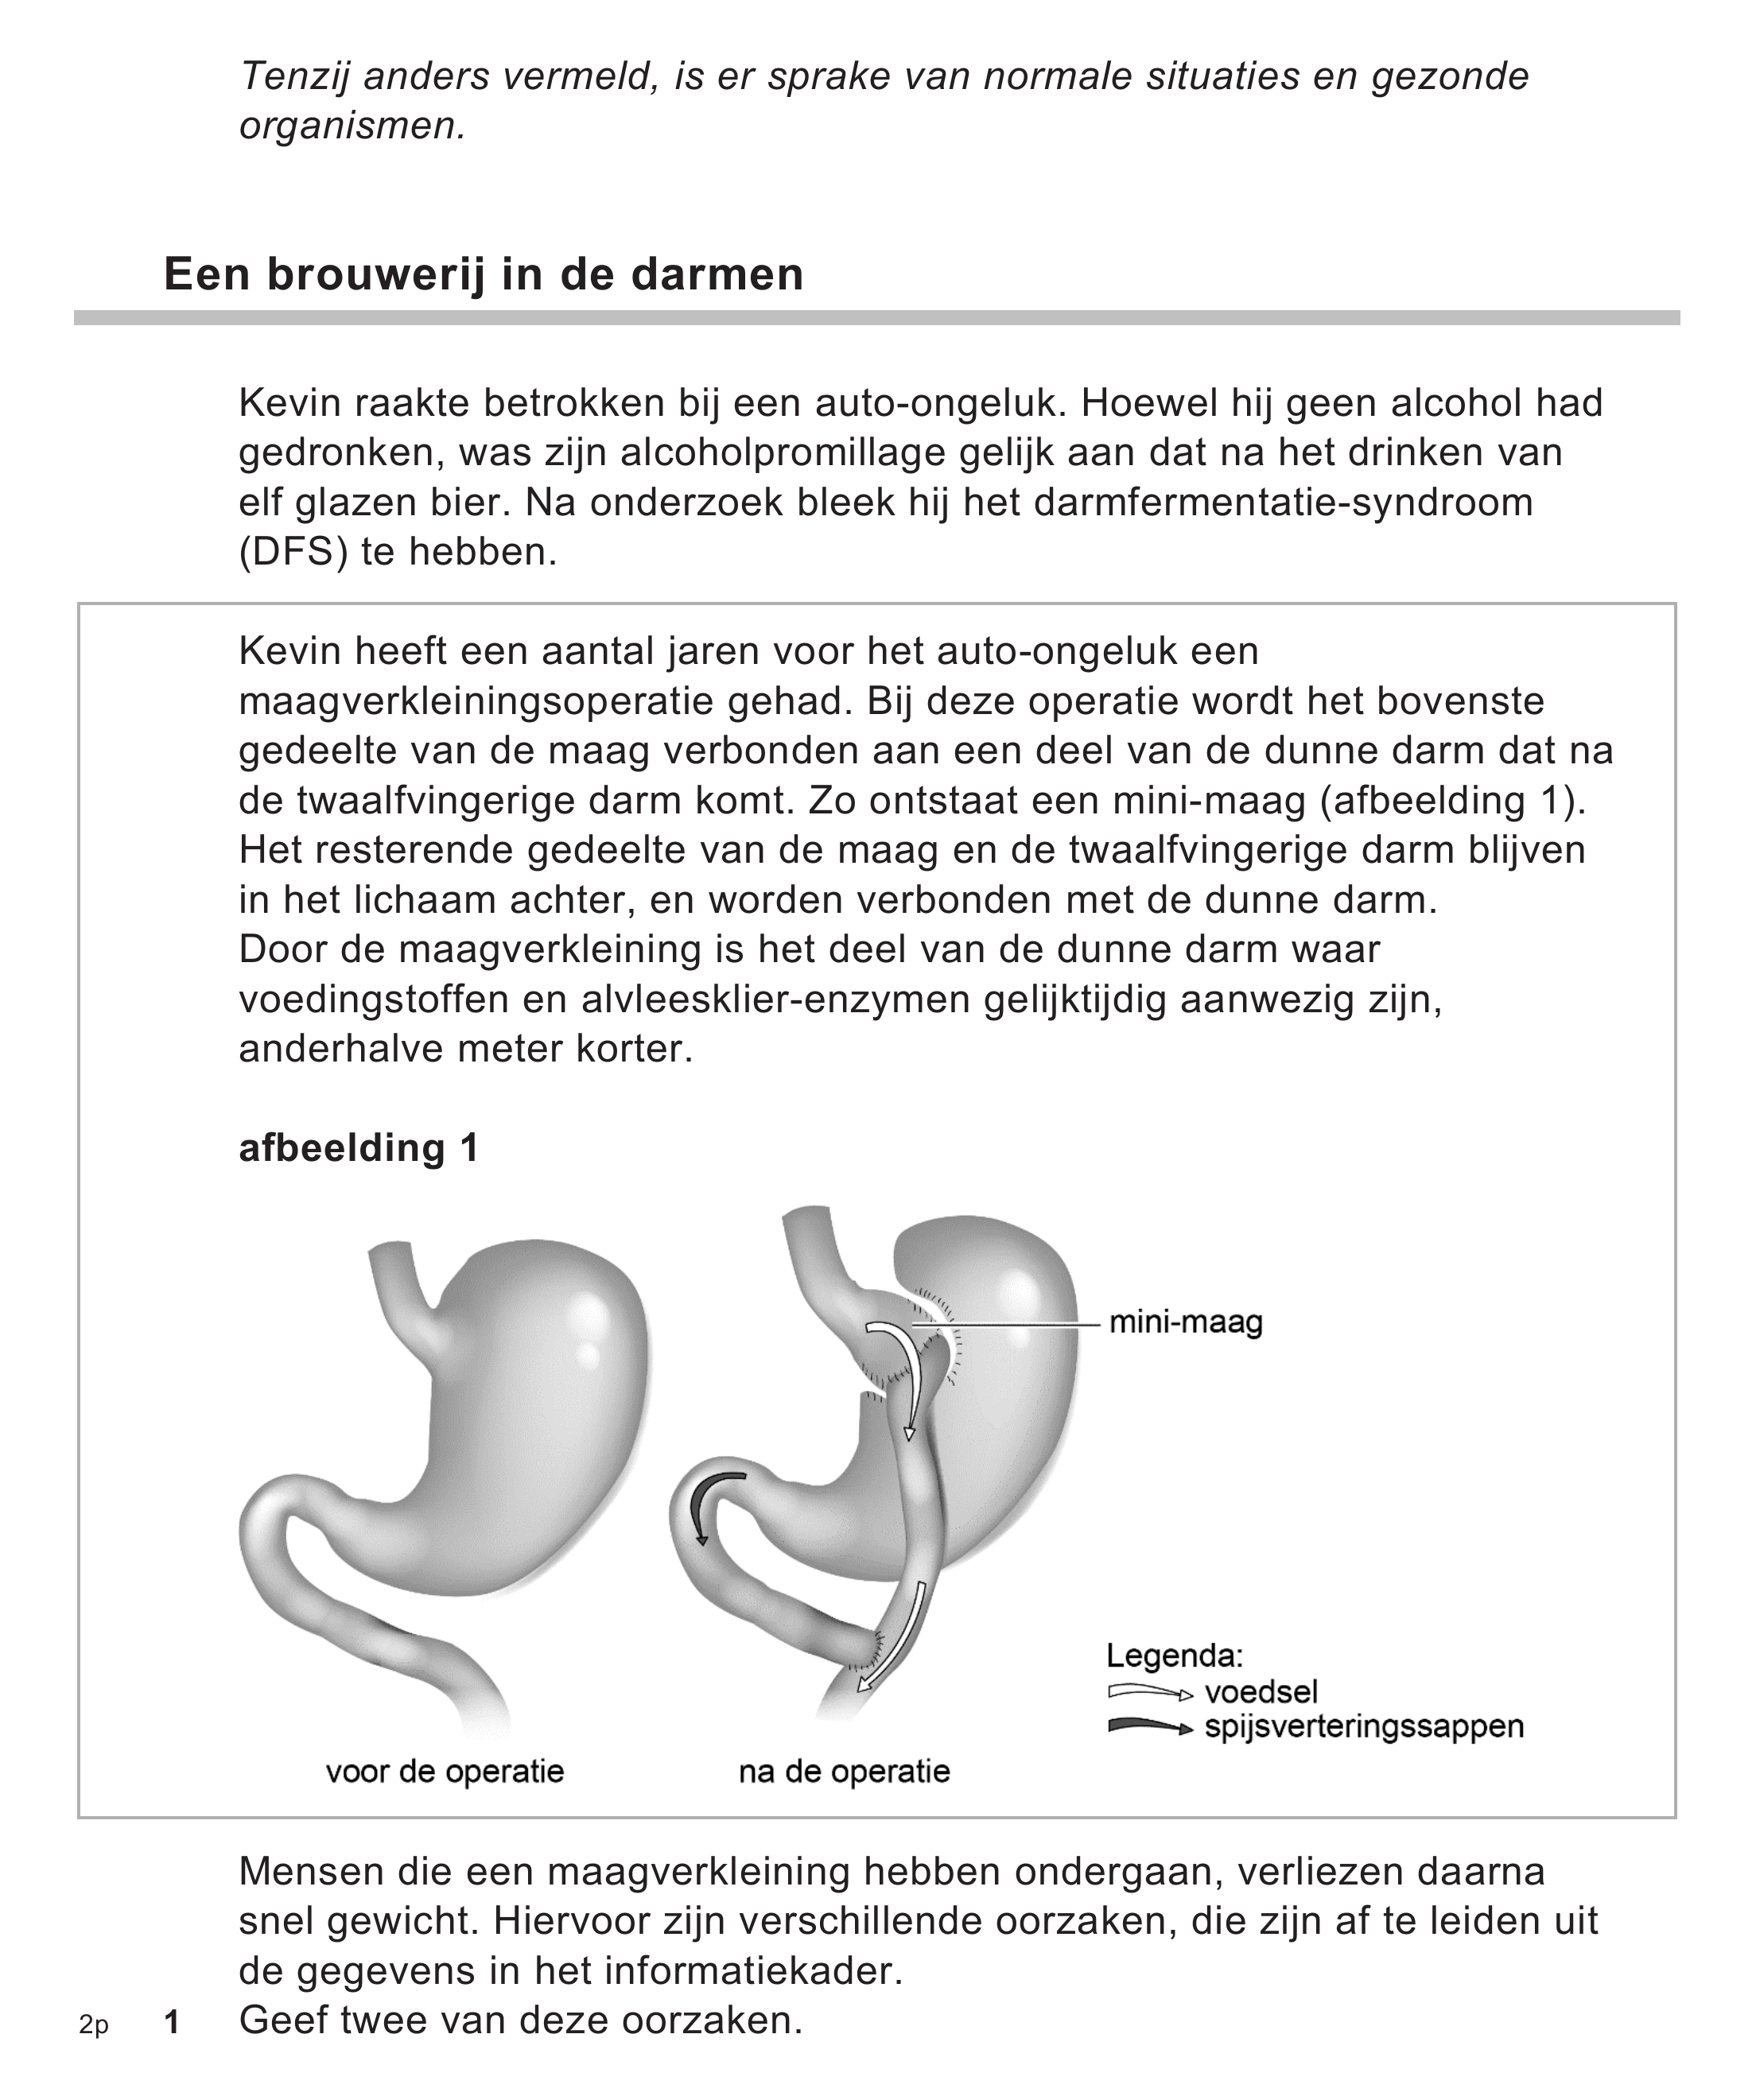 Tenzij anders vermeld, is er sprake van normale situaties en gezonde
organismen.
Een brouwerij in de darmen
Kevin raakte betrokken bij een auto-ongeluk. Hoewel hij geen alcohol had
gedronken, was zijn alcoholpromillage gelijk aan dat na het drinken van
elf glazen bier. Na onderzoek bleek hij het darmfermentatie-syndroom
(DFS) te hebben.
Kevin heeft een aantal jaren voor het auto-ongeluk een
maagverkleiningsoperatie gehad. Bij deze operatie wordt het bovenste
gedeelte van de maag verbonden aan een deel van de dunne darm dat na
de twaalfvingerige darm komt. Zo ontstaat een mini-maag (afbeelding 1).
Het resterende gedeelte van de maag en de twaalfvingerige darm blijven
in het lichaam achter, en worden verbonden met de dunne darm.
Door de maagverkleining is het deel van de dunne darm waar
voedingstoffen en alvleesklier-enzymen gelijktijdig aanwezig zijn,
anderhalve meter korter.
afbeelding 1
mini-maag
Legenda:
voedsel
spijsverteringssappen
voor de operatie
na de operatie
Mensen die een maagverkleining hebben ondergaan, verliezen daarna
snel gewicht. Hiervoor zijn verschillende oorzaken, die zijn af te leiden uit
de gegevens in het informatiekader.
2p 1 Geef twee van deze oorzaken.